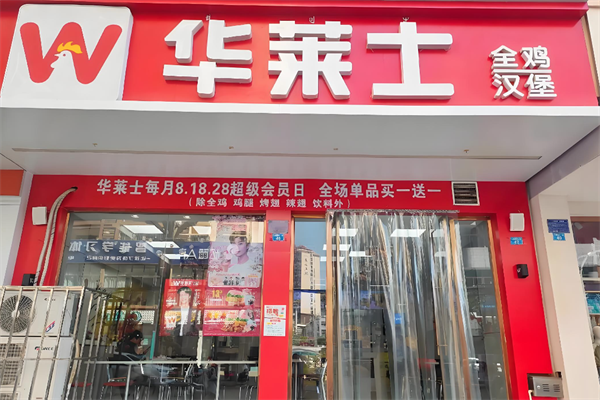 W
华莱士
全鸡
汉堡
华莱士每月8.18.28超级会员日 全场单品买一送一
(除全鸡 鸡腿 烤翅 辣翅 饮料外)